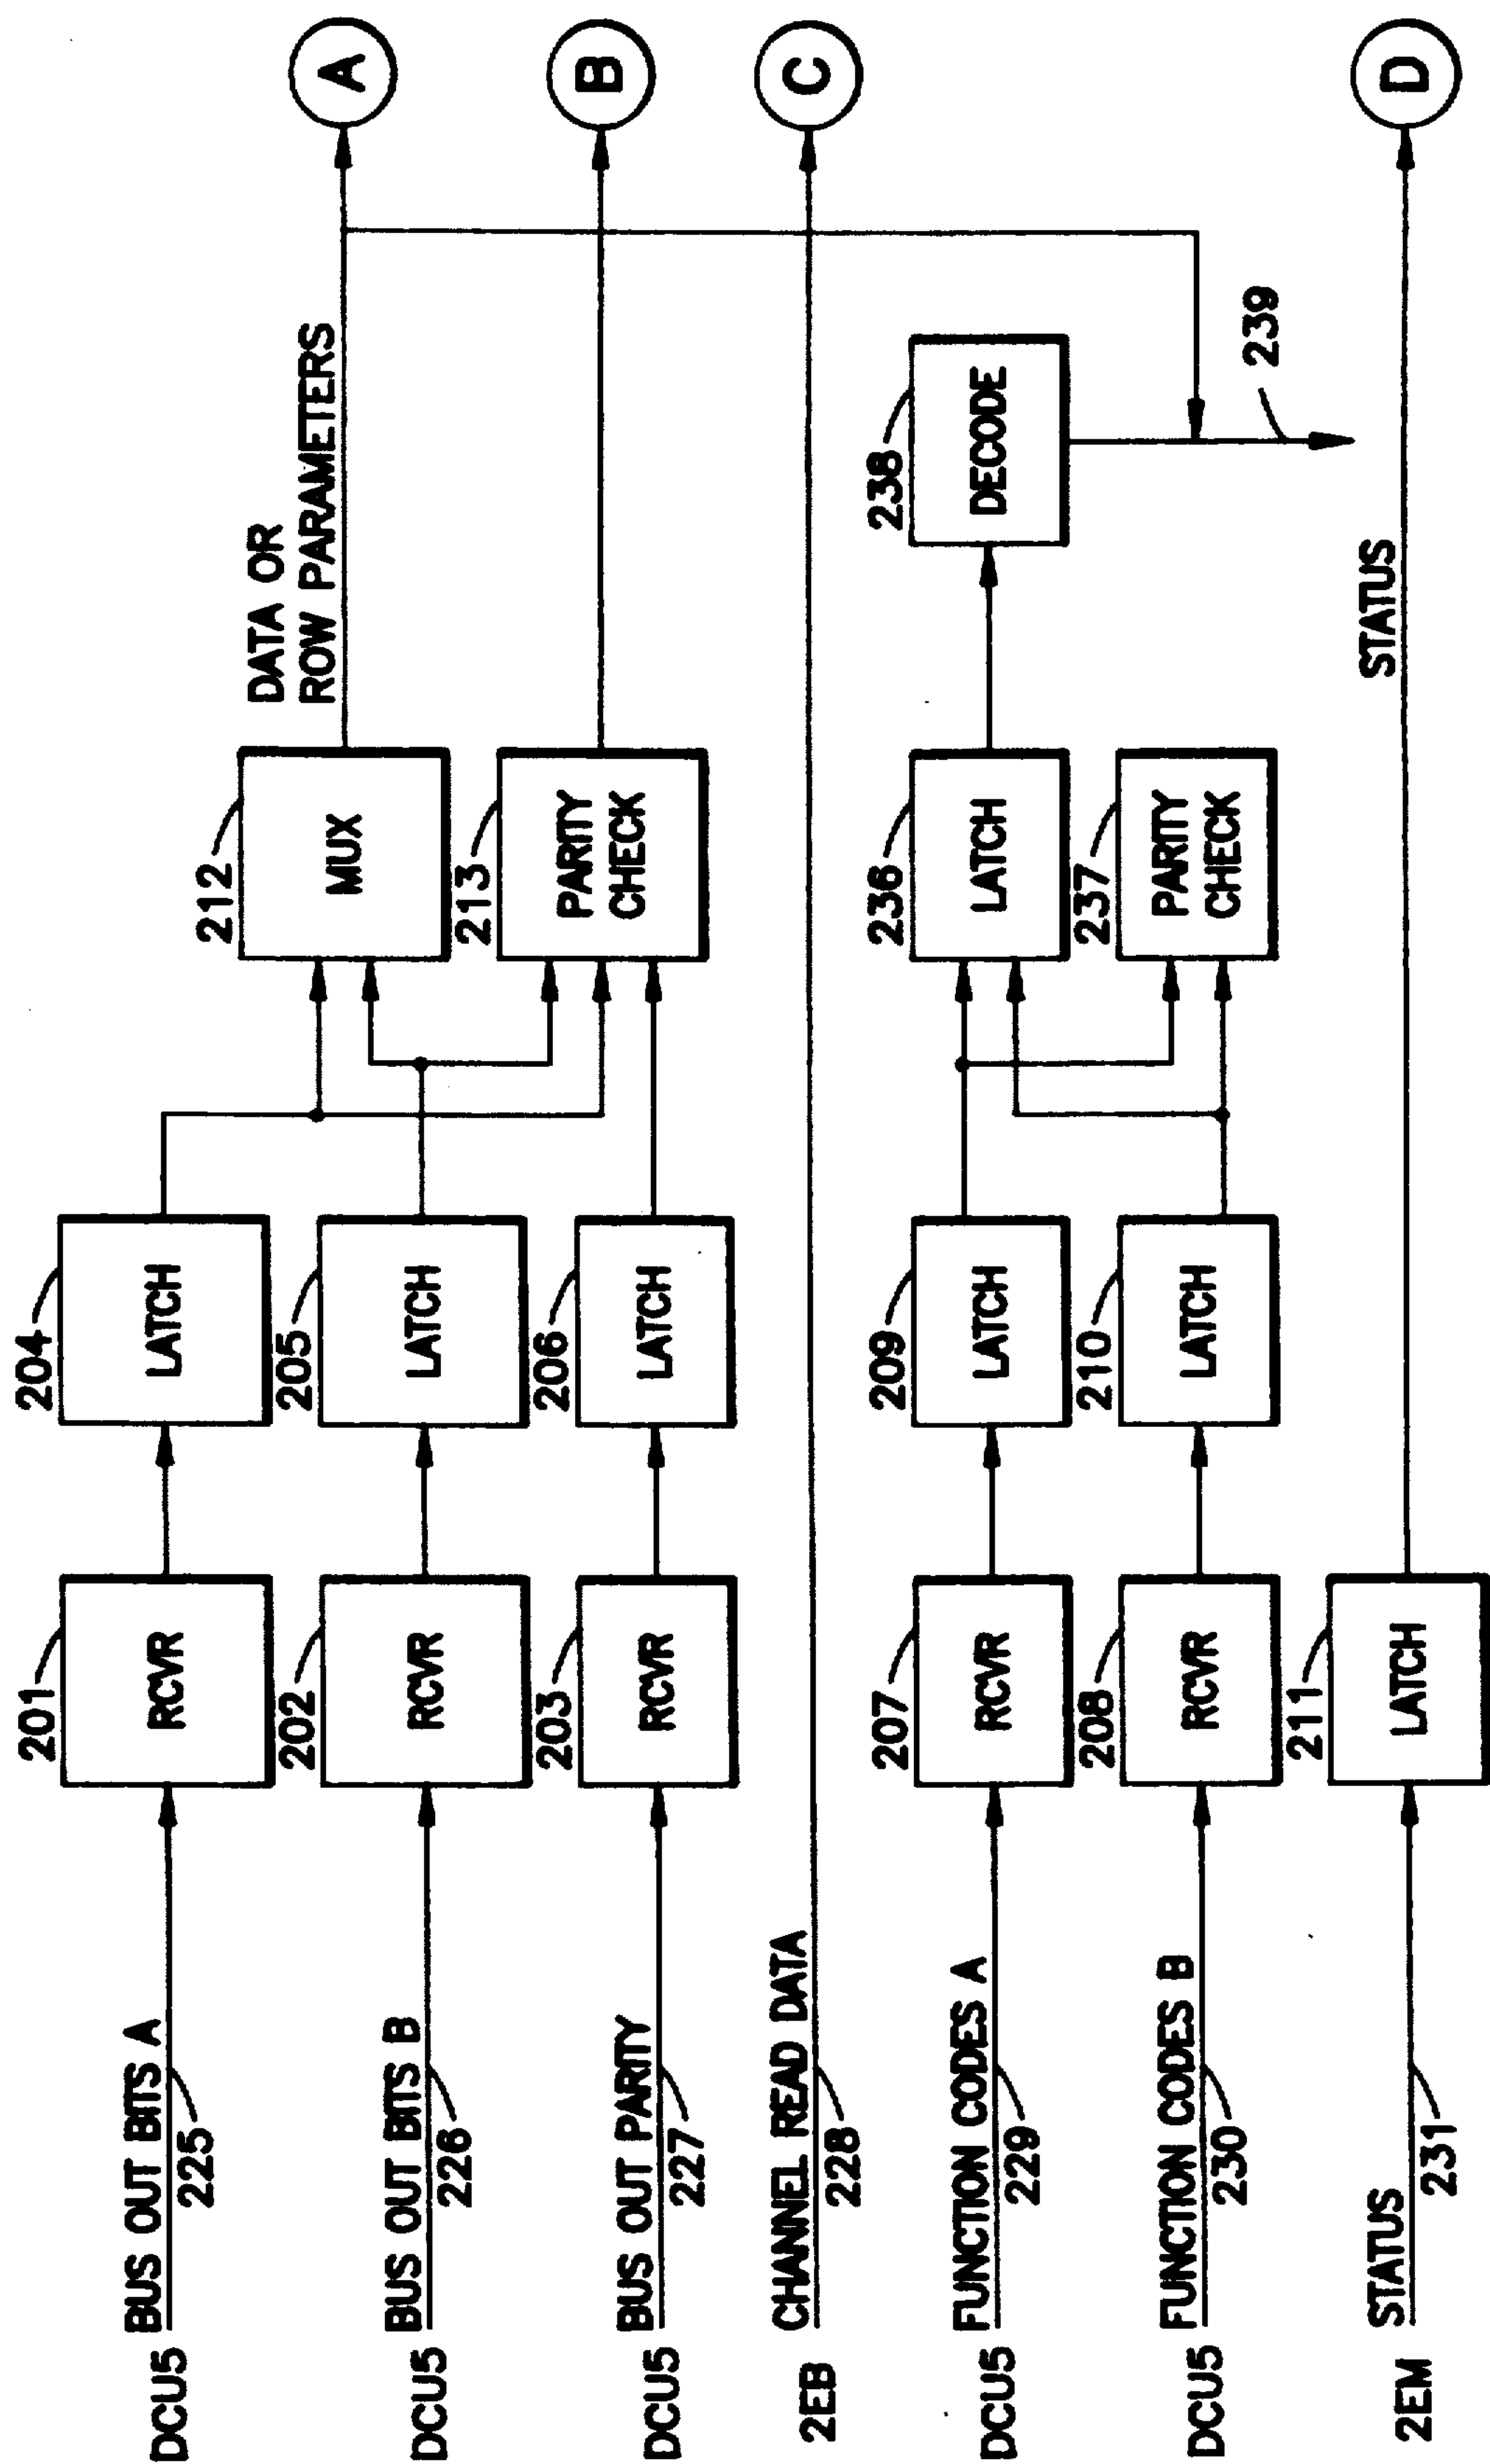 DCU5
BUS OUT BITS A
225
201
RCVR
204
LATCH
212
MUX
DATA OR
ROW PARAMETERS
A
DCU5
BUS OUT BITS B
226
202
RCVR
205
LATCH
213
PARITY
CHECK
B
DCU5
BUS OUT PARITY
227
203
RCVR
206
LATCH
2EB
CHANNEL READ DATA
228
C
DCU5
FUNCTION CODES A
229
207
RCVR
209
LATCH
236
LATCH
238
DECODE
DCU5
FUNCTION CODES B
230
208
RCVR
210
LATCH
237
PARITY
CHECK
239
2EM
STATUS
231
211
LATCH
STATUS
D